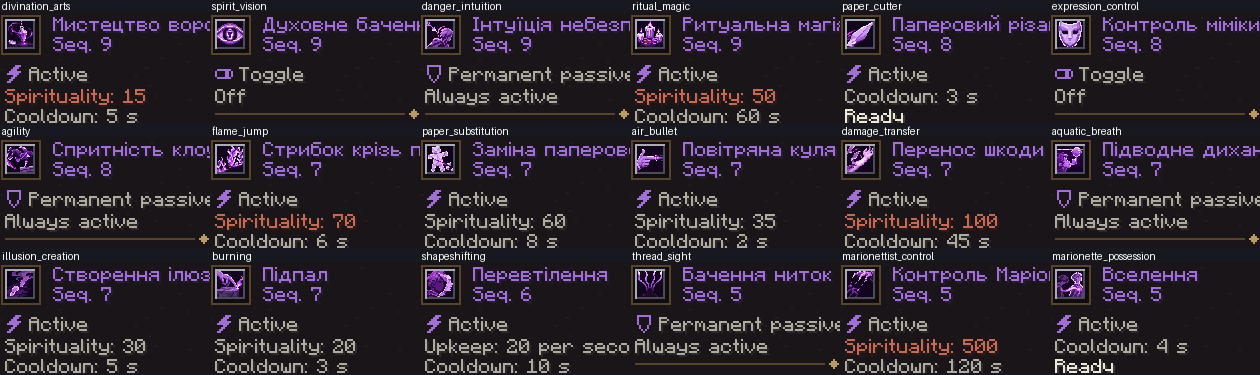 divination_arts
Мистецтво воро
Seq. 9
Active
Spirituality: 15
Cooldown: 5 s
spirit_vision
Духовне бачен
Seq. 9
Toggle
Off
danger_intuition
Інтуїція небезп
Seq. 9
Permanent passive
Always active
ritual_magic
Ритуальна магі
Seq. 9
Active
Spirituality: 50
Cooldown: 60 s
paper_cutter
Паперовий різа
Seq. 8
Active
Cooldown: 3 s
Ready
expression_control
Контроль міміки
Seq. 8
Toggle
Off
agility
Спритність клоу
Seq. 8
Permanent passive
Always active
flame_jump
Стрибок крізь п
Seq. 7
Active
Spirituality: 70
Cooldown: 6 s
paper_substitution
Заміна паперов
Seq. 7
Active
Spirituality: 60
Cooldown: 8 s
air_bullet
Повітряна куля
Seq. 7
Active
Spirituality: 35
Cooldown: 2 s
damage_transfer
Перенос шкоди
Seq. 7
Active
Spirituality: 100
Cooldown: 45 s
aquatic_breath
Підводне дихан
Seq. 7
Permanent passive
Always active
illusion_creation
Створення ілюз
Seq. 7
Active
Spirituality: 30
Cooldown: 5 s
burning
Підпал
Seq. 7
Active
Spirituality: 20
Cooldown: 3 s
shapeshifting
Перевтілення
Seq. 6
Active
Upkeep: 20 per seco
Cooldown: 10 s
thread_sight
Бачення ниток
Seq. 5
Permanent passive
Always active
marionettist_control
Контроль Маріо
Seq. 5
Active
Spirituality: 500
Cooldown: 120 s
marionette_possession
Вселення
Seq. 5
Active
Cooldown: 4 s
Ready